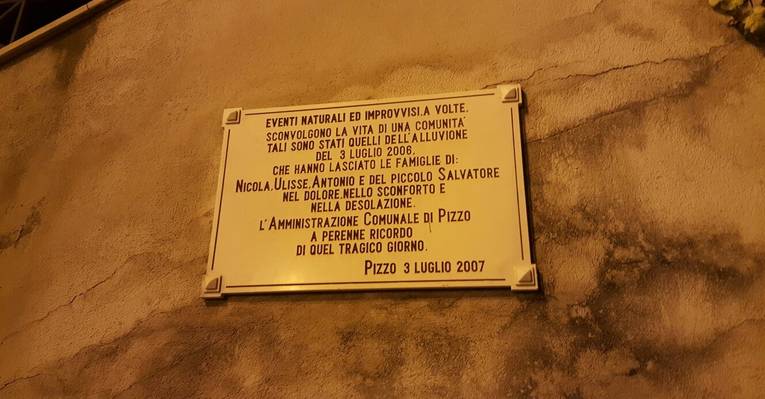 EVENTI NATURALI ED IMPROVVISI.A VOLTE.
SCONVOLGONO LA VITA DI UNA COMUNITA'
TALI SONO STATI QUELLI DELL'ALLUVIONE
DEL 3 LUGLIO 2006.
CHE HANNO LASCIATO LE FAMIGLIE DI:
NICOLA.ULISSE.ANTONIO E DEL PICCOLO SALVATORE
NEL DOLORE.NELLO SCONFORTO E
NELLA DESOLAZIONE.
L'AMMINISTRAZIONE COMUNALE DI PIZZO
A PERENNE RICORDO
DI QUEL TRAGICO GIORNO.
PIZZO 3 LUGLIO 2007